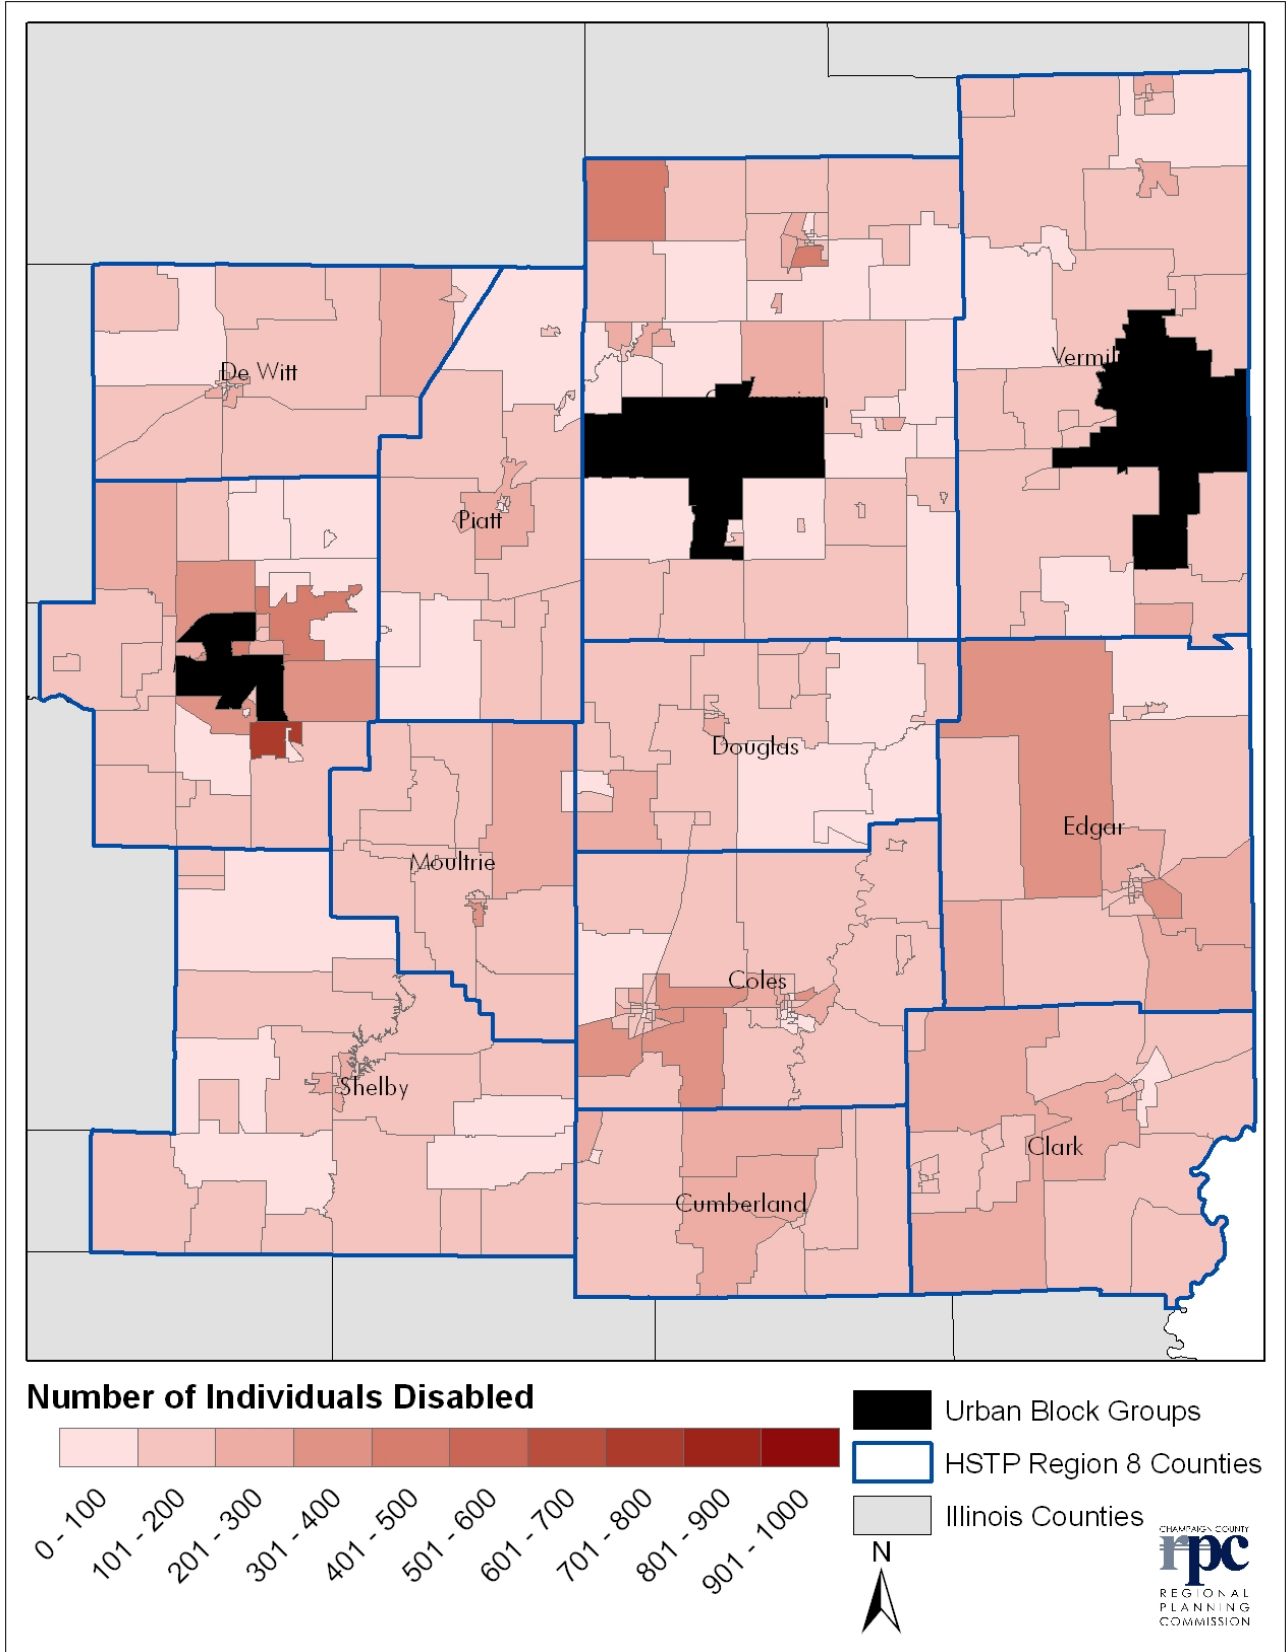 De Witt
Vermil
Piatt
Douglas
Edgar
Moultrie
Coles
Shelby
Clark
Cumberland
Number of Individuals Disabled
0 - 100
101 - 200
201 - 300
301 - 400
401 - 500
501 - 600
601 - 700
701 - 800
801 - 900
901 - 1000
Urban Block Groups
HSTP Region 8 Counties
Illinois Counties
N
CHAMPAIGN COUNTY
rpc
REGIONAL
PLANNING
COMMISSION